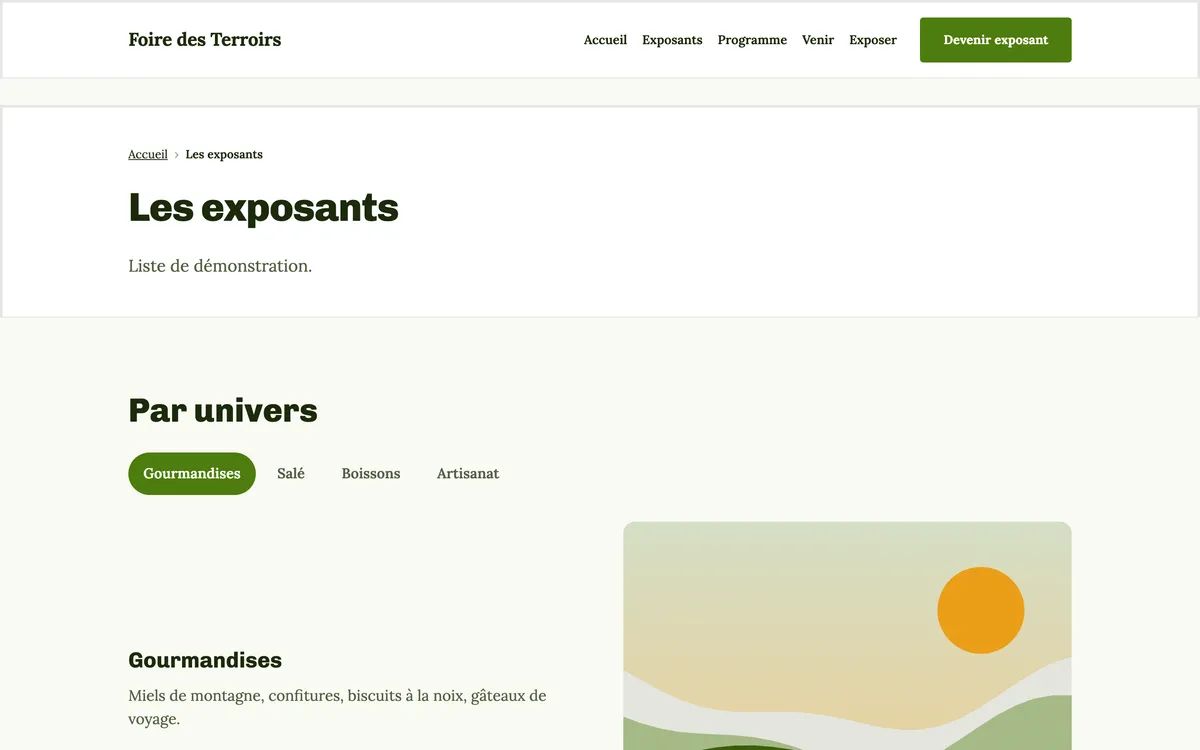 Foire des Terroirs
Accueil Exposants Programme Venir Exposer Devenir exposant
Accueil › Les exposants
Les exposants
Liste de démonstration.
Par univers
Gourmandises Salé Boissons Artisanat
Gourmandises
Miels de montagne, confitures, biscuits à la noix, gâteaux de
voyage.